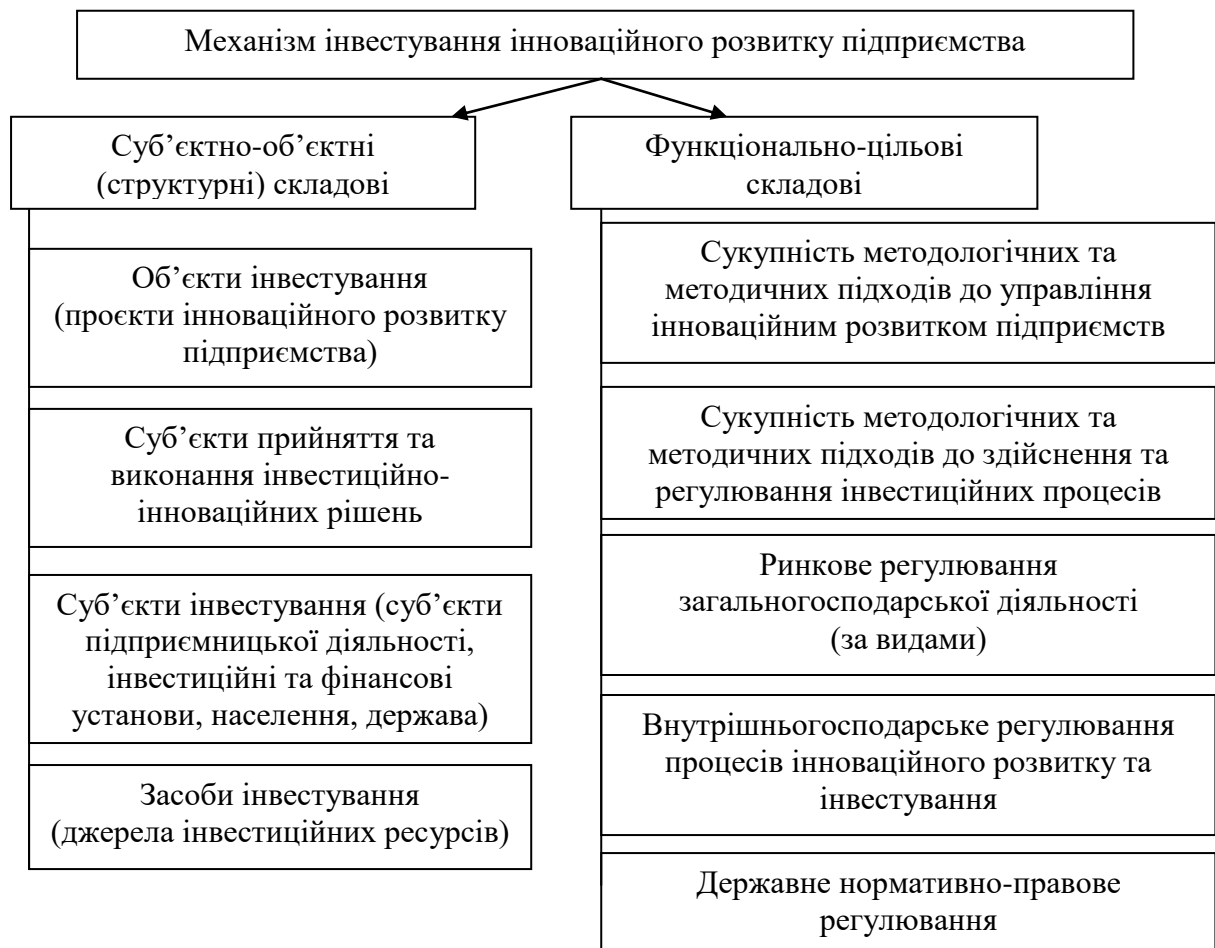 Механізм інвестування інноваційного розвитку підприємства
Суб’єктно-об’єктні
(структурні) складові
Об’єкти інвестування
(проєкти інноваційного розвитку
підприємства)
Суб’єкти прийняття та
виконання інвестиційно-
інноваційних рішень
Суб’єкти інвестування (суб’єкти
підприємницької діяльності,
інвестиційні та фінансові
установи, населення, держава)
Засоби інвестування
(джерела інвестиційних ресурсів)
Функціонально-цільові
складові
Сукупність методологічних та
методичних підходів до управління
інноваційним розвитком підприємств
Сукупність методологічних та
методичних підходів до здійснення та
регулювання інвестиційних процесів
Ринкове регулювання
загальногосподарської діяльності
(за видами)
Внутрішньогосподарське регулювання
процесів інноваційного розвитку та
інвестування
Державне нормативно-правове
регулювання